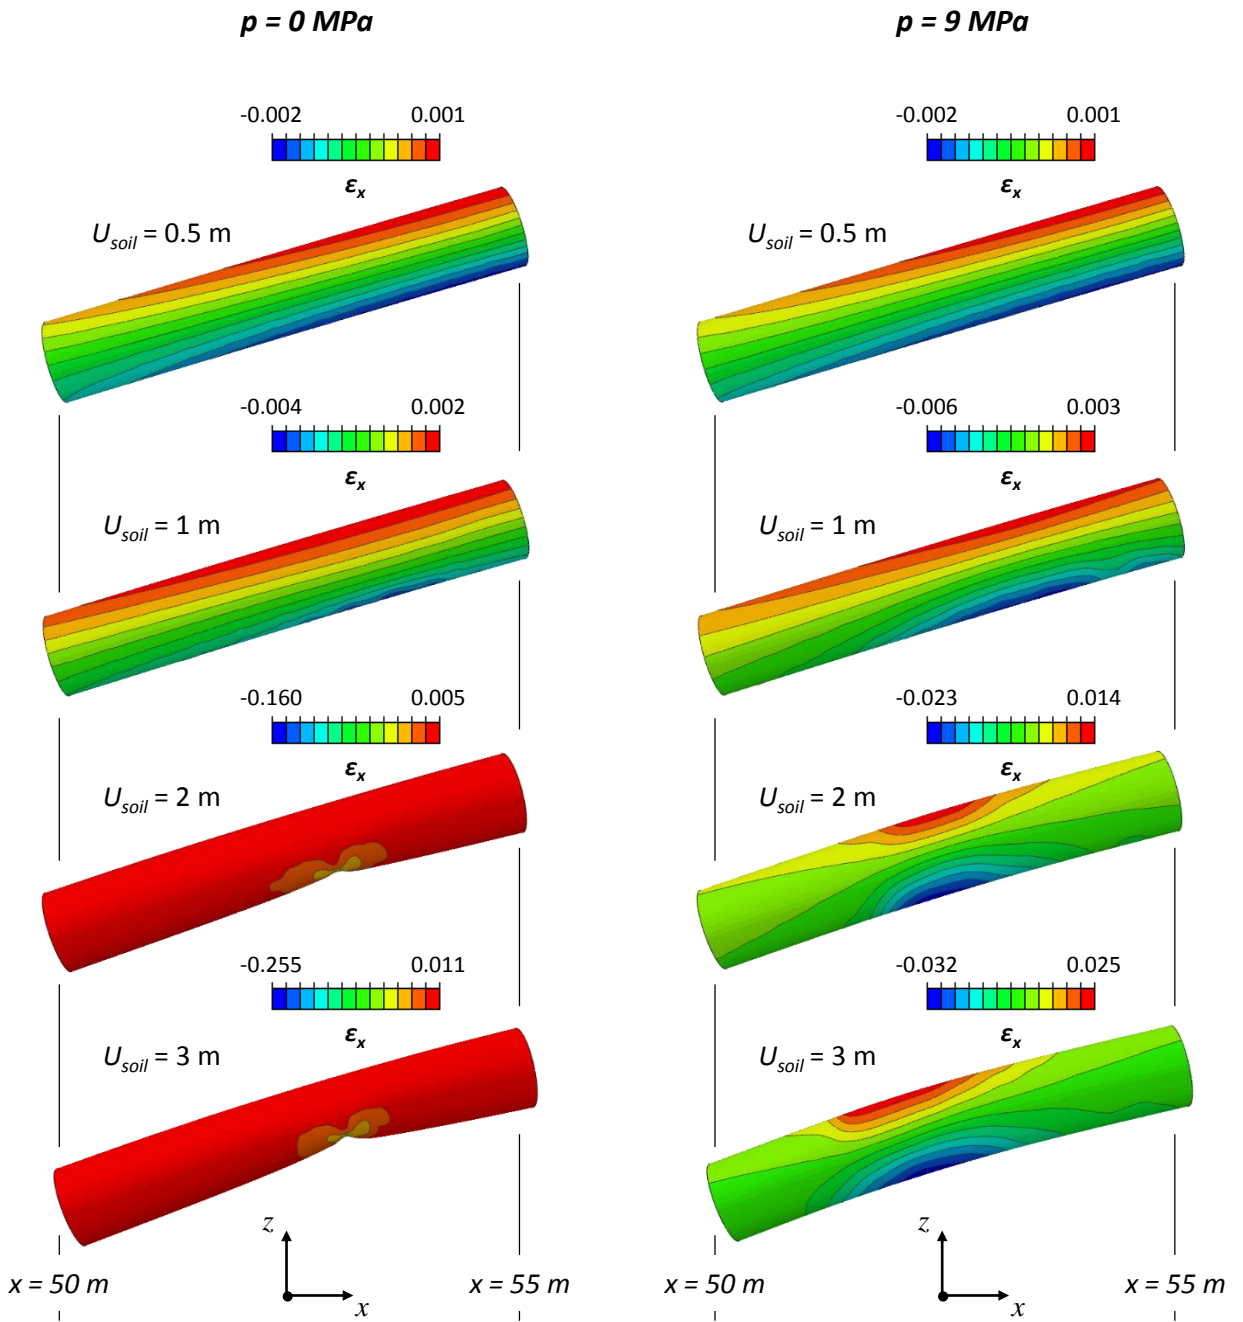 p = 0 MPa p = 9 MPa
-0.002 0.001 -0.002 0.001
εx εx
Usoil = 0.5 m Usoil = 0.5 m
-0.004 0.002 -0.006 0.003
εx εx
Usoil = 1 m Usoil = 1 m
-0.160 0.005 -0.023 0.014
εx εx
Usoil = 2 m Usoil = 2 m
-0.255 0.011 -0.032 0.025
εx εx
Usoil = 3 m Usoil = 3 m
z z
x = 50 m x x = 55 m x = 50 m x x = 55 m